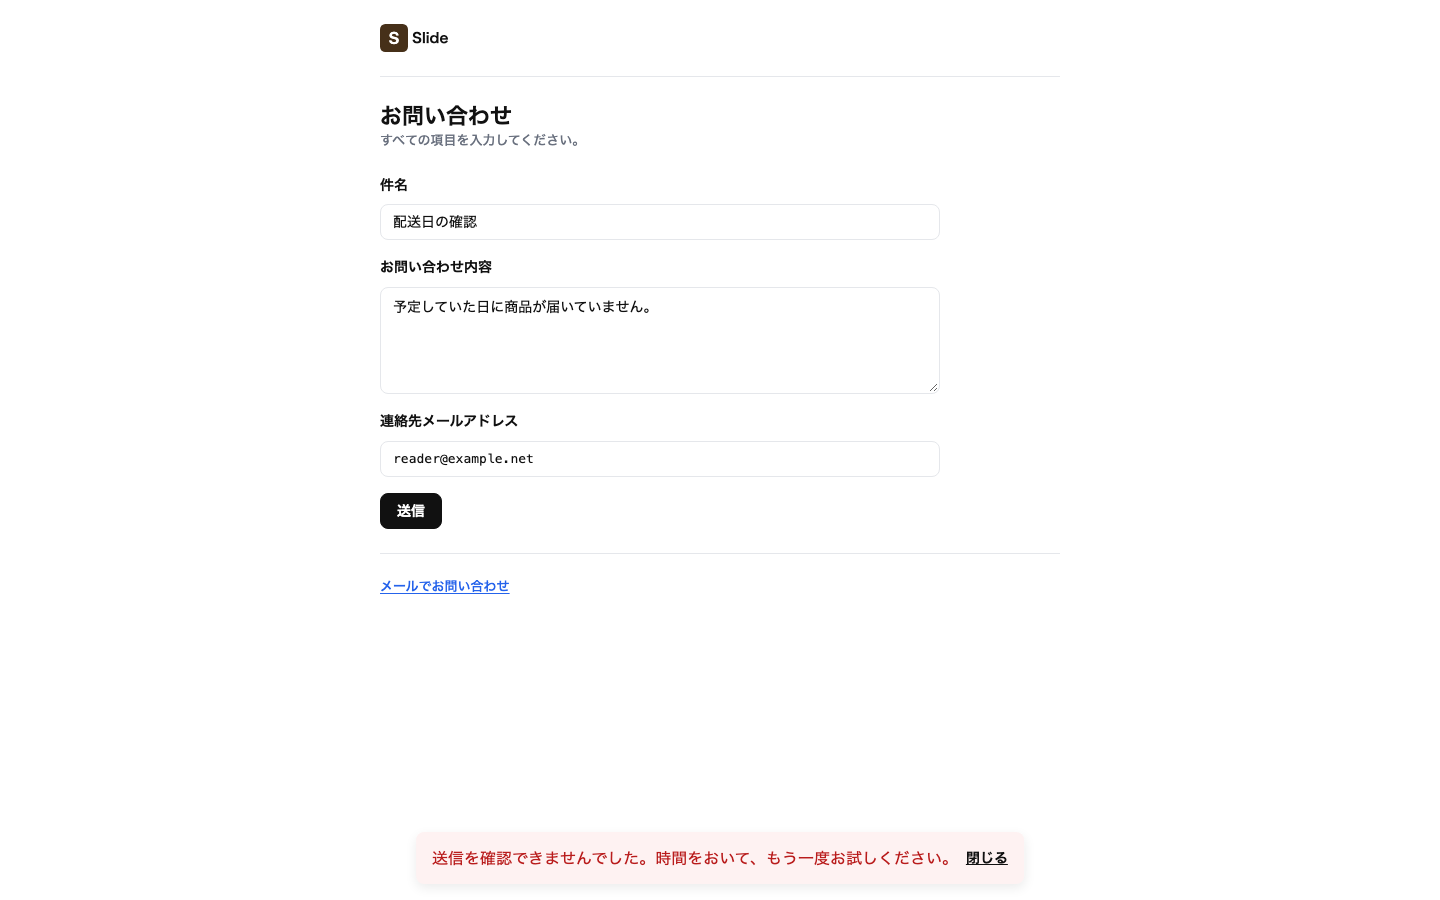 S Slide
お問い合わせ
すべての項目を入力してください。
件名
配送日の確認
お問い合わせ内容
予定していた日に商品が届いていません。
連絡先メールアドレス
reader@example.net
送信
メールでお問い合わせ
送信を確認できませんでした。時間をおいて、もう一度お試しください。 閉じる